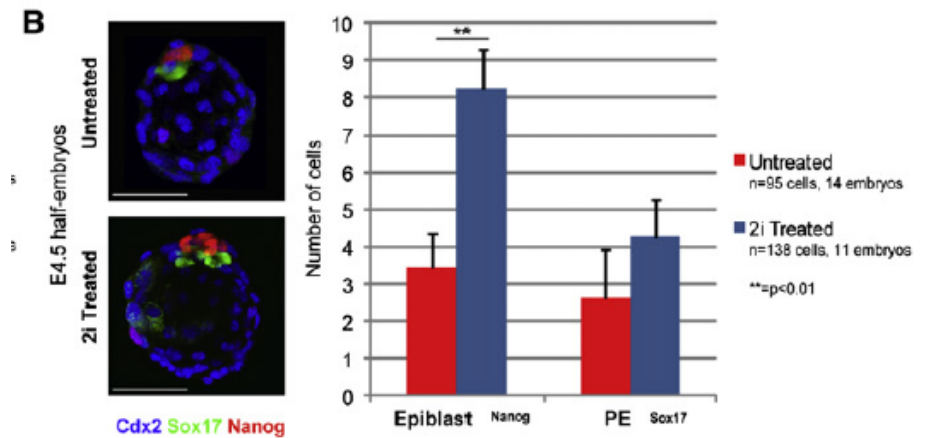 B
E4.5 half-embryos
Untreated
2i Treated
Cdx2 Sox17 Nanog
Number of cells
10
9
8
7
6
5
4
3
2
1
0
**
Epiblast Nanog
PE Sox17
Untreated
n=95 cells, 14 embryos
2i Treated
n=138 cells, 11 embryos
**=p<0.01